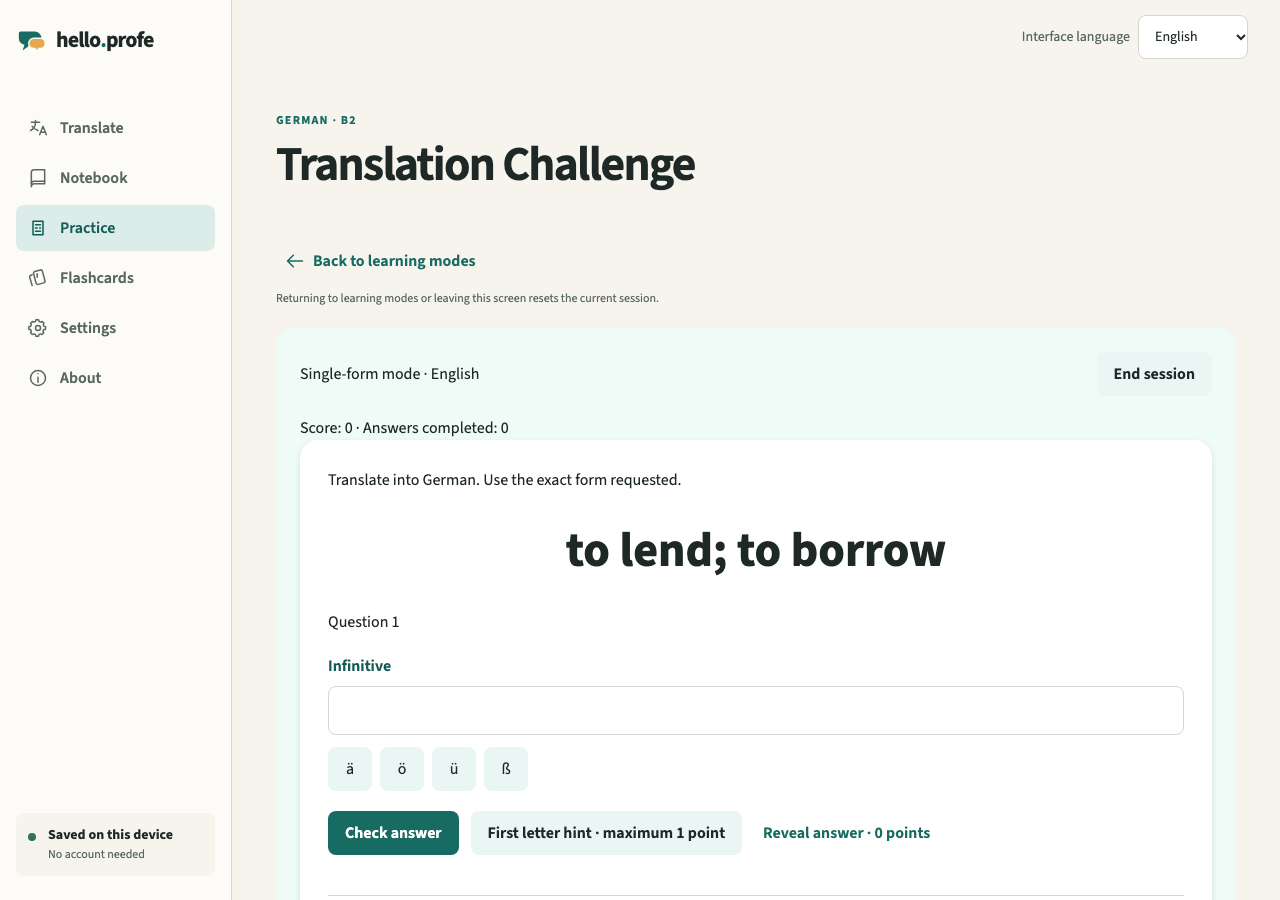 hello.profe
Interface language
English
Translate
Notebook
Practice
Flashcards
Settings
About
Saved on this device
No account needed
GERMAN · B2
Translation Challenge
Back to learning modes
Returning to learning modes or leaving this screen resets the current session.
Single-form mode · English
End session
Score: 0 · Answers completed: 0
Translate into German. Use the exact form requested.
to lend; to borrow
Question 1
Infinitive
ä ö ü ß
Check answer First letter hint · maximum 1 point Reveal answer · 0 points